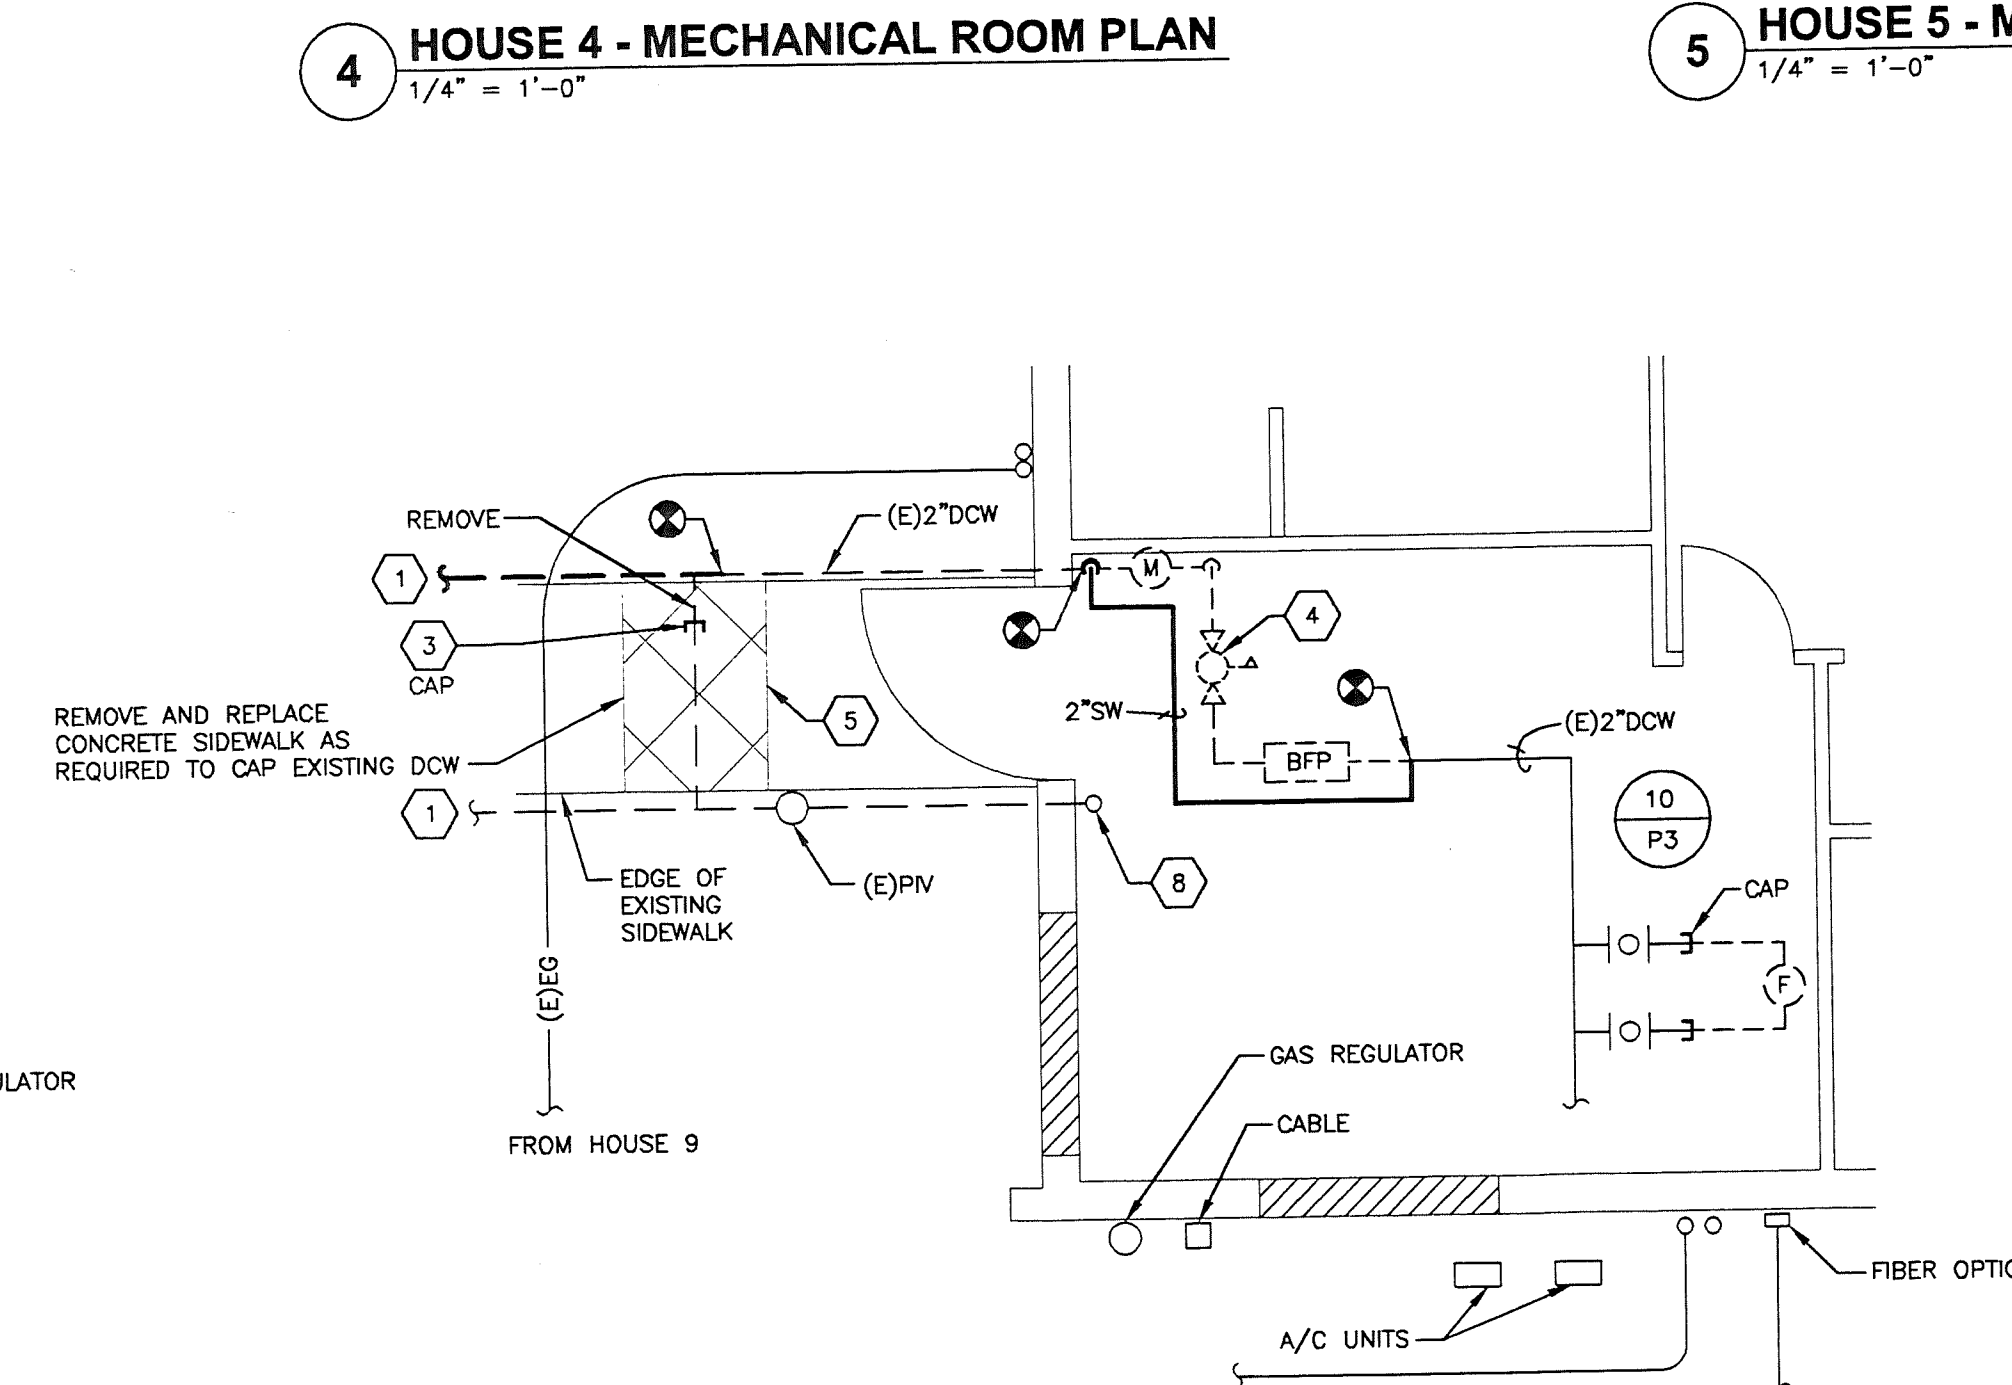 4
HOUSE 4 - MECHANICAL ROOM PLAN
1/4" = 1'-0"
5
HOUSE 5 -
1/4" = 1'-0"
REMOVE
(E)2"DCW
1
M
3
CAP
4
REMOVE AND REPLACE
CONCRETE SIDEWALK AS
REQUIRED TO CAP EXISTING DCW
5
2"SW
(E)2"DCW
BFP
1
10
P3
EDGE OF
EXISTING
SIDEWALK
(E)PIV
8
CAP
(E)EG
F
GAS REGULATOR
ULATOR
CABLE
FROM HOUSE 9
FIBER OPTIC
A/C UNITS